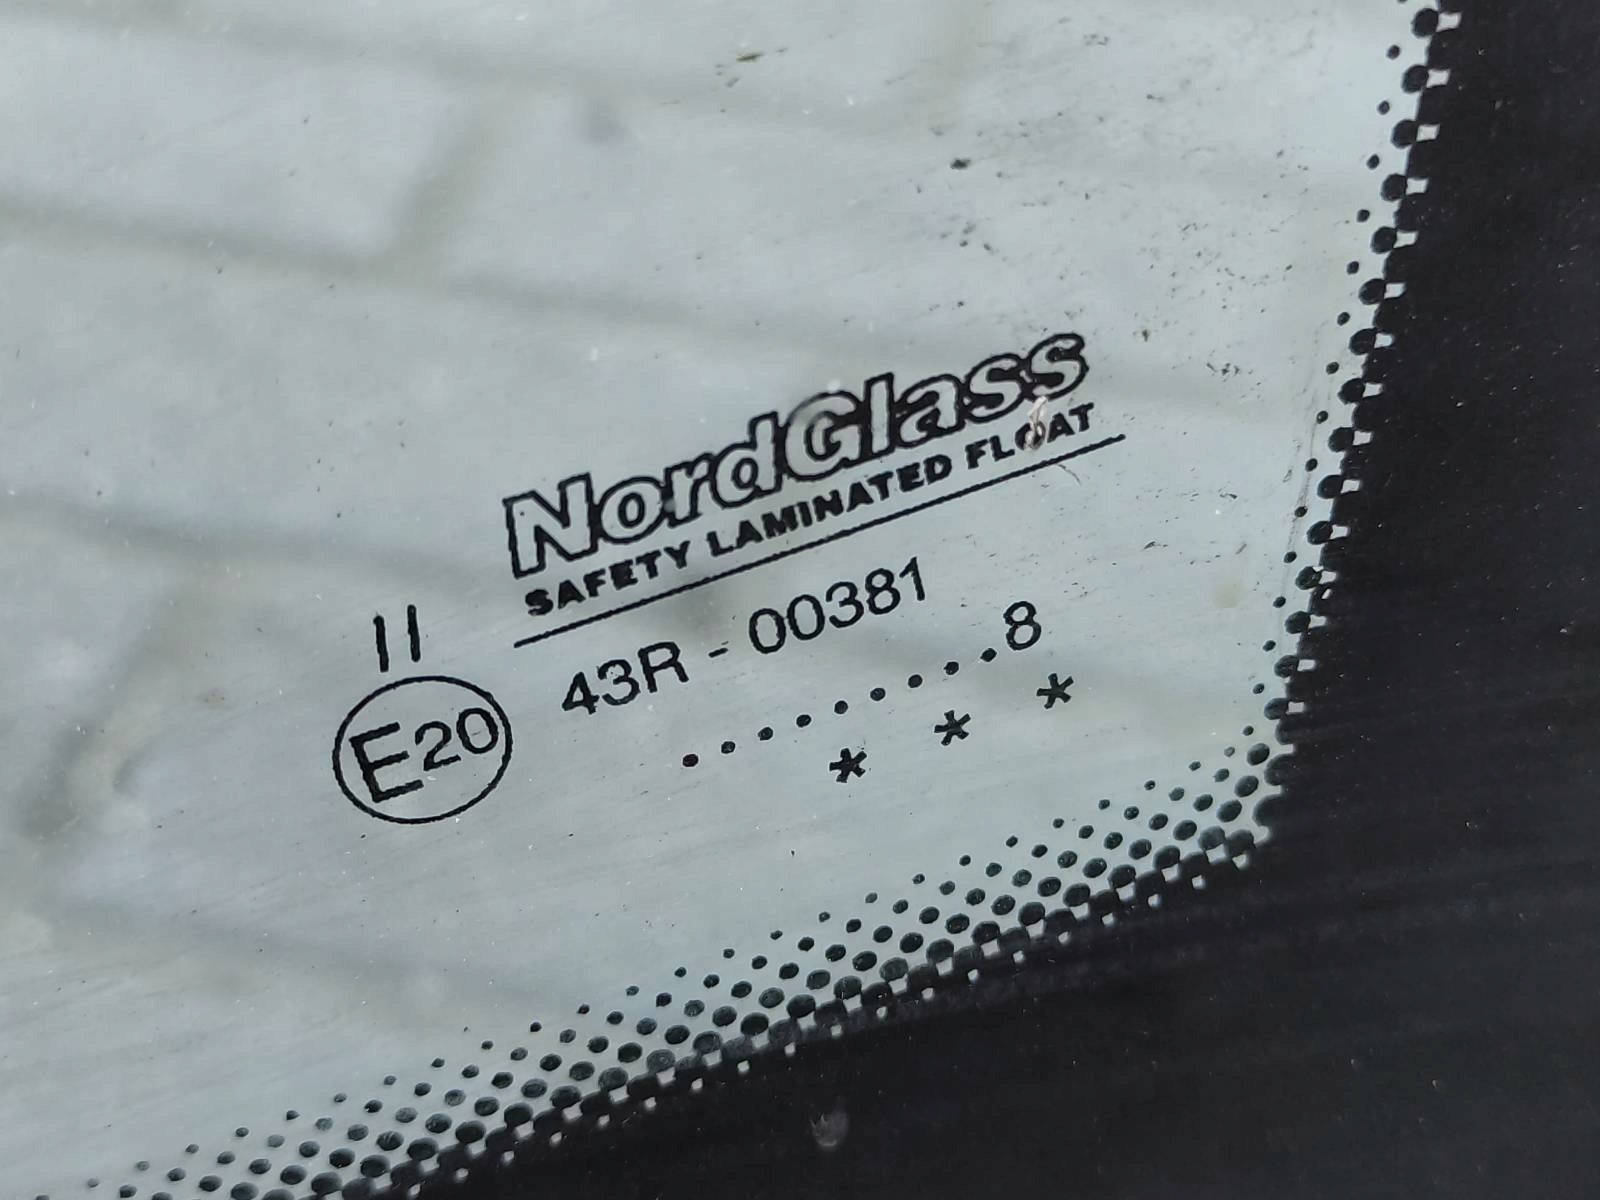 NordGlass
SAFETY LAMINATED FLOAT
II
E20
43R - 00381
.........8
* * *